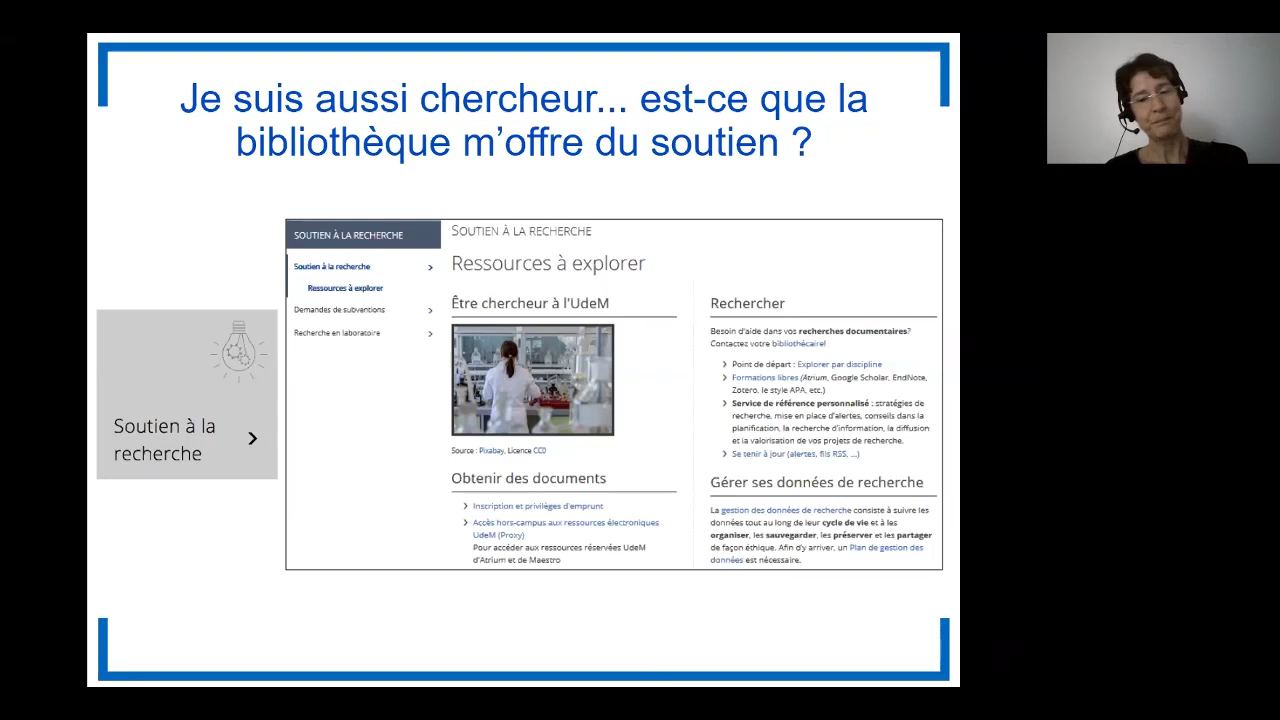 Je suis aussi chercheur... est-ce que la
bibliothèque m’offre du soutien ?
Soutien à la
recherche
SOUTIEN À LA RECHERCHE
Soutien à la recherche
Ressources à explorer
Demandes de subventions
Recherche en laboratoire
SOUTIEN À LA RECHERCHE
Ressources à explorer
Être chercheur à l'UdeM
Source : Pixabay, Licence CC0
Obtenir des documents
Inscription et privilèges d'emprunt
Accès hors-campus aux ressources électroniques
UdeM (Proxy)
Pour accéder aux ressources réservées UdeM
d'Atrium et de Maestro
Rechercher
Besoin d'aide dans vos recherches documentaires?
Contactez votre bibliothécaire!
Point de départ : Explorer par discipline
Formations libres (Atrium, Google Scholar, EndNote,
Zotero, le style APA, etc.)
Service de référence personnalisé : stratégies de
recherche, mise en place d'alertes, conseils dans la
planification, la recherche d'information, la diffusion
et la valorisation de vos projets de recherche.
Se tenir à jour (alertes, fils RSS, ...)
Gérer ses données de recherche
La gestion des données de recherche consiste à suivre les
données tout au long de leur cycle de vie et à les
organiser, les sauvegarder, les préserver et les partager
de façon éthique. Afin d'y arriver, un Plan de gestion des
données est nécessaire.